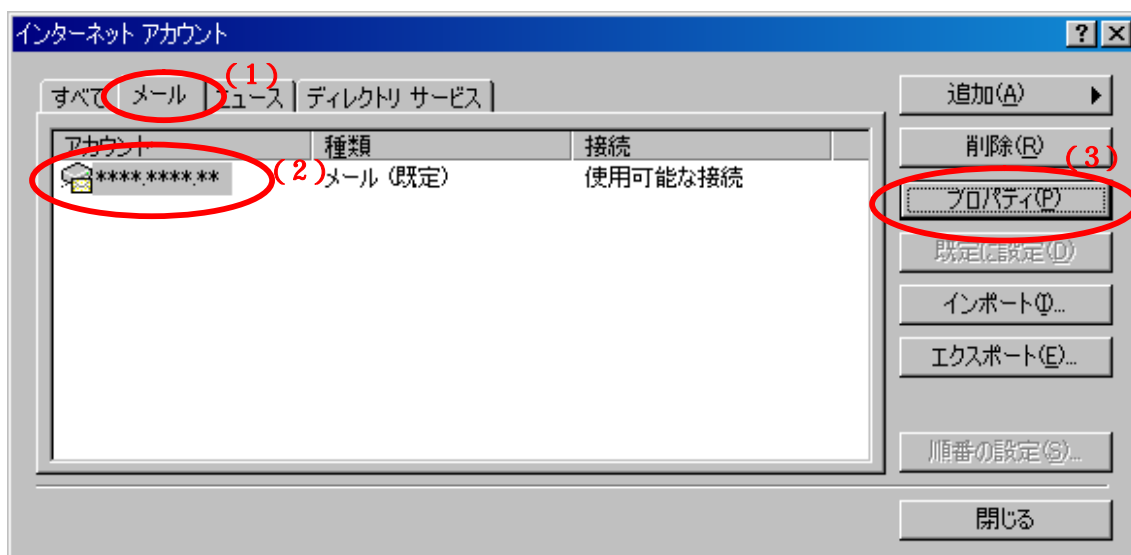 インターネット アカウント
(1)
すべて メール ニュース ディレクトリ サービス
追加(A)
アカウント 種類 接続
削除(R)
(3)
****.****.** (2) メール (既定) 使用可能な接続
プロパティ(P)
既定に設定(D)
インポート(I)...
エクスポート(E)...
順番の設定(S)...
閉じる